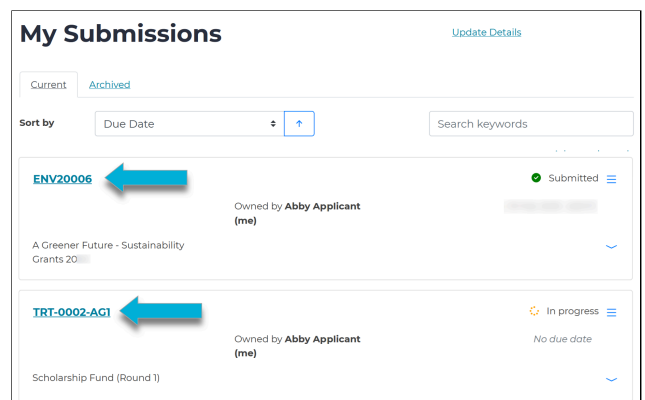 My Submissions
Update Details
Current
Archived
Sort by
Due Date
Search keywords
ENV20006
Submitted
Owned by Abby Applicant
(me)
A Greener Future - Sustainability
Grants 20
TRT-0002-AG1
In progress
Owned by Abby Applicant
(me)
No due date
Scholarship Fund (Round 1)